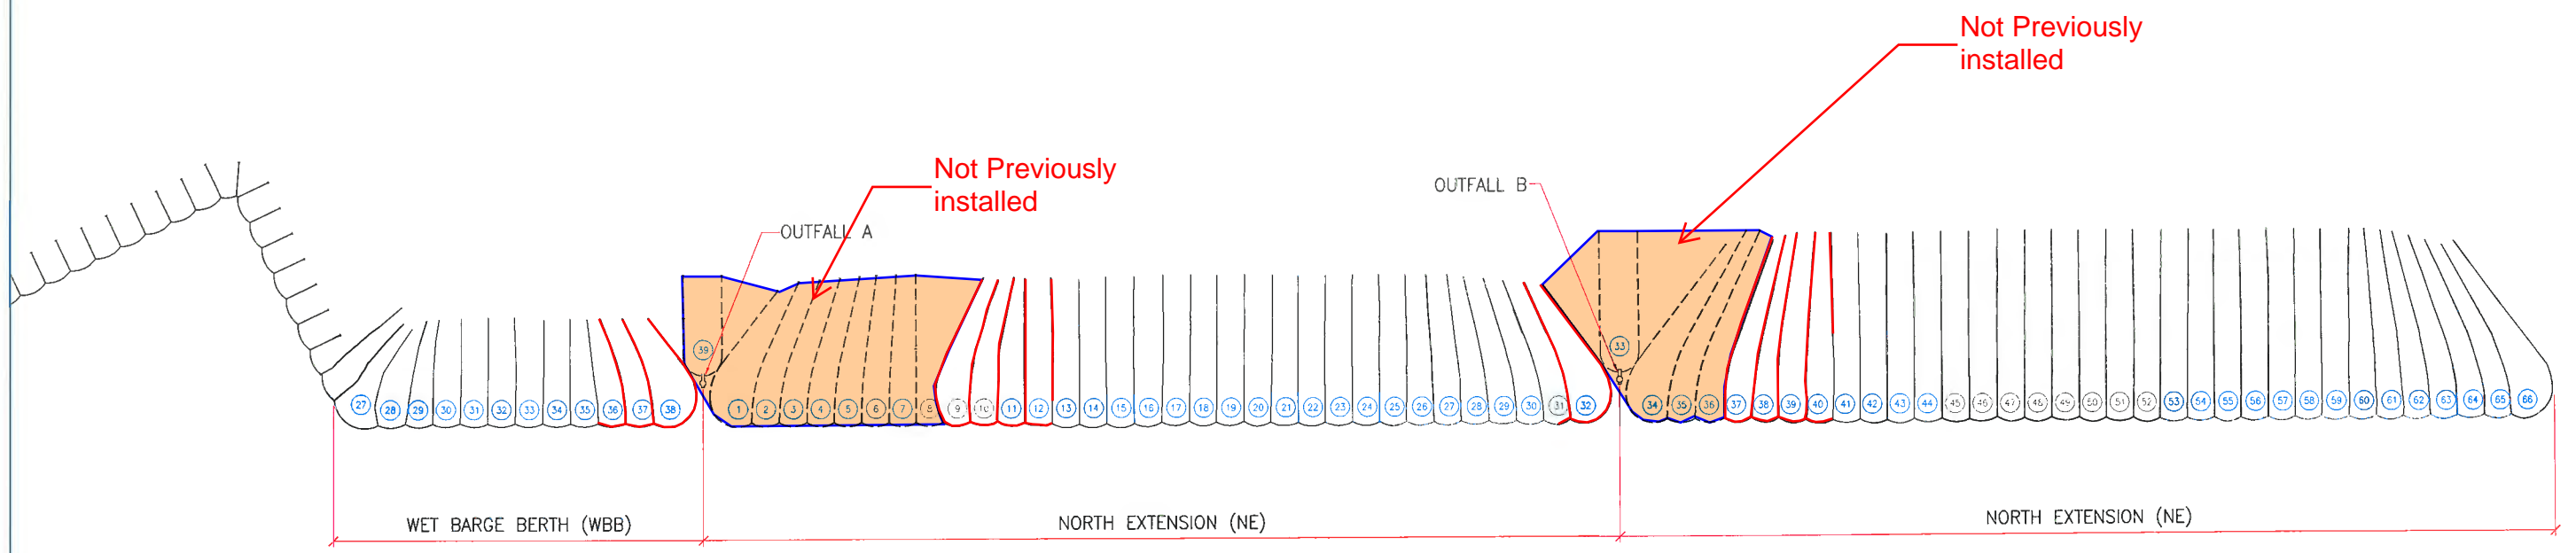 Not Previously
installed
Not Previously
installed
OUTFALL B
OUTFALL A
39
33
27 28 29 30 31 32 33 34 35 36 37 38
1 2 3 4 5 6 7 8 9 10 11 12 13 14 15 16 17 18 19 20 21 22 23 24 25 26 27 28 29 30 31 32
34 35 36 37 38 39 40 41 42 43 44 45 46 47 48 49 50 51 52 53 54 55 56 57 58 59 60 61 62 63 64 65 66
WET BARGE BERTH (WBB)
NORTH EXTENSION (NE)
NORTH EXTENSION (NE)